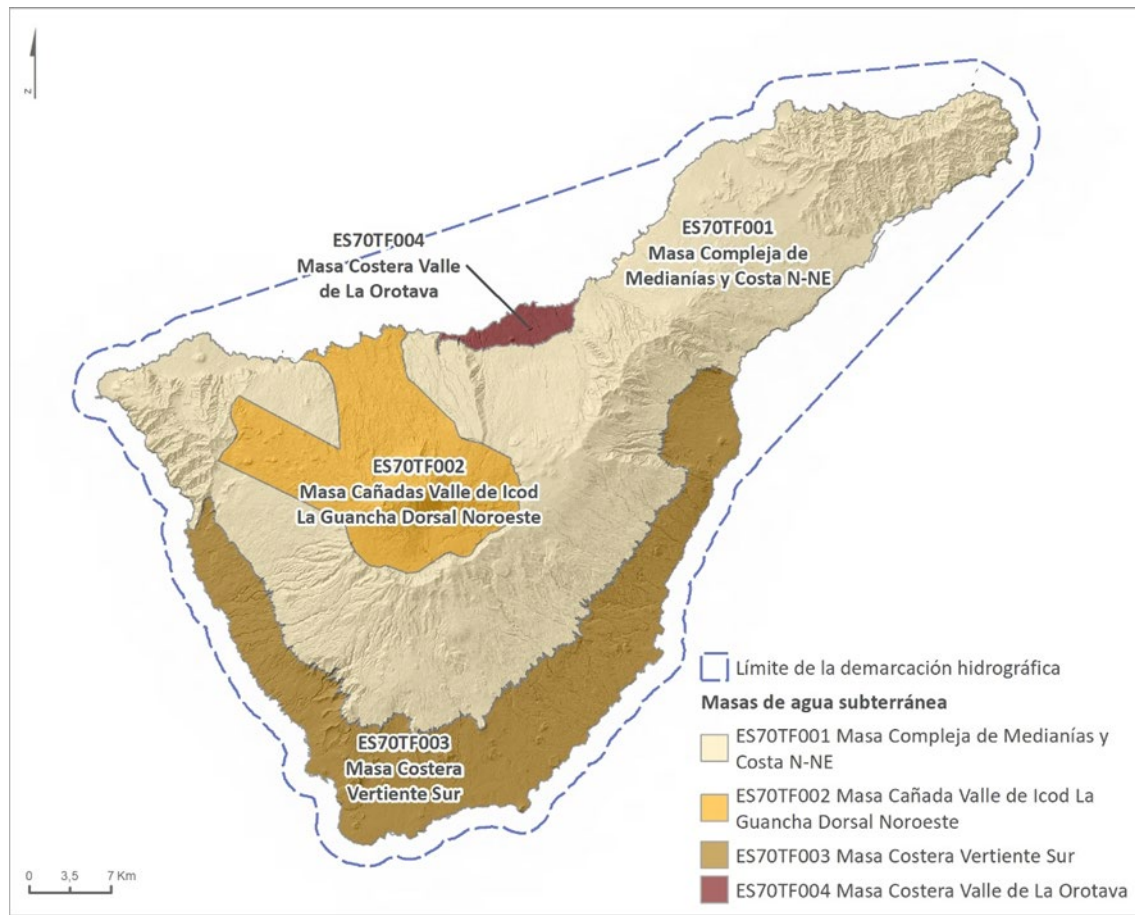 N
ES70TF001
Masa Compleja de
Medianías y Costa N-NE
ES70TF004
Masa Costera Valle
de La Orotava
ES70TF002
Masa Cañadas Valle de Icod
La Guancha Dorsal Noroeste
ES70TF003
Masa Costera
Vertiente Sur
Límite de la demarcación hidrográfica
Masas de agua subterránea
ES70TF001 Masa Compleja de Medianías y
Costa N-NE
ES70TF002 Masa Cañada Valle de Icod La
Guancha Dorsal Noroeste
ES70TF003 Masa Costera Vertiente Sur
ES70TF004 Masa Costera Valle de La Orotava
0 3,5 7 Km